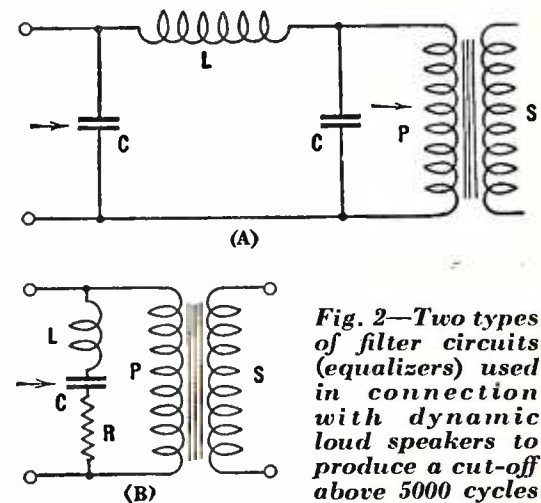 L
C
C
P
S
(A)
L
P
S
C
R
(B)
Fig. 2—Two types
of filter circuits
(equalizers) used
in connection
with dynamic
loud speakers to
produce a cut-off
above 5000 cycles